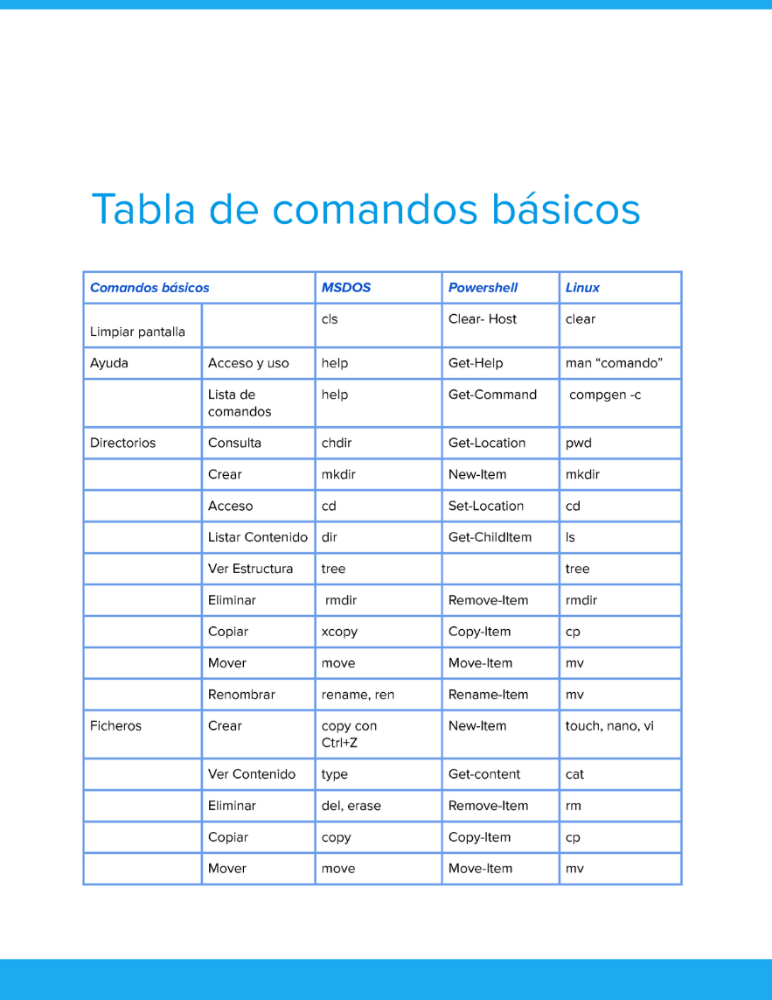 Tabla de comandos básicos
Comandos básicos MSDOS Powershell Linux
Limpiar pantalla cls Clear- Host clear
Ayuda Acceso y uso help Get-Help man “comando”
Lista de comandos help Get-Command compgen -c
Directorios Consulta chdir Get-Location pwd
Crear mkdir New-Item mkdir
Acceso cd Set-Location cd
Listar Contenido dir Get-ChildItem ls
Ver Estructura tree tree
Eliminar rmdir Remove-Item rmdir
Copiar xcopy Copy-Item cp
Mover move Move-Item mv
Renombrar rename, ren Rename-Item mv
Ficheros Crear copy con Ctrl+Z New-Item touch, nano, vi
Ver Contenido type Get-content cat
Eliminar del, erase Remove-Item rm
Copiar copy Copy-Item cp
Mover move Move-Item mv